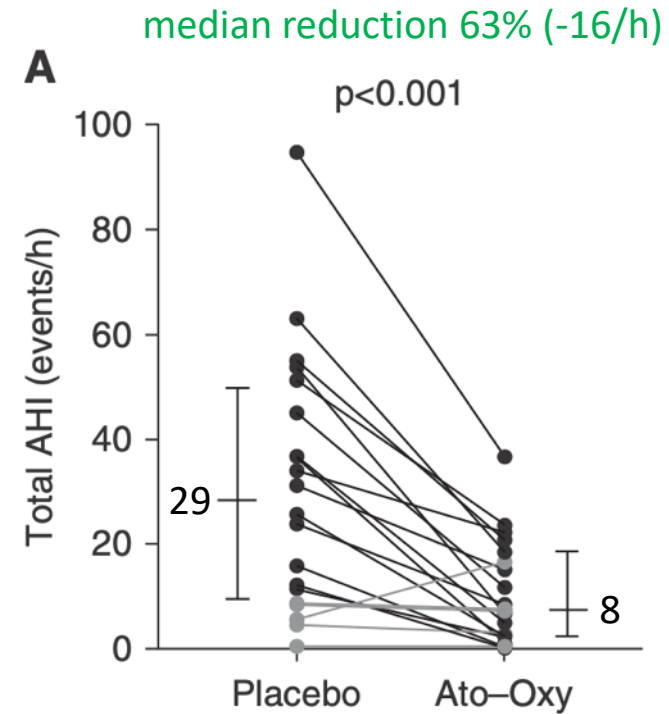 median reduction 63% (-16/h)
A
p<0.001
100
80
60
40
20
0
Total AHI (events/h)
29
8
Placebo
Ato–Oxy